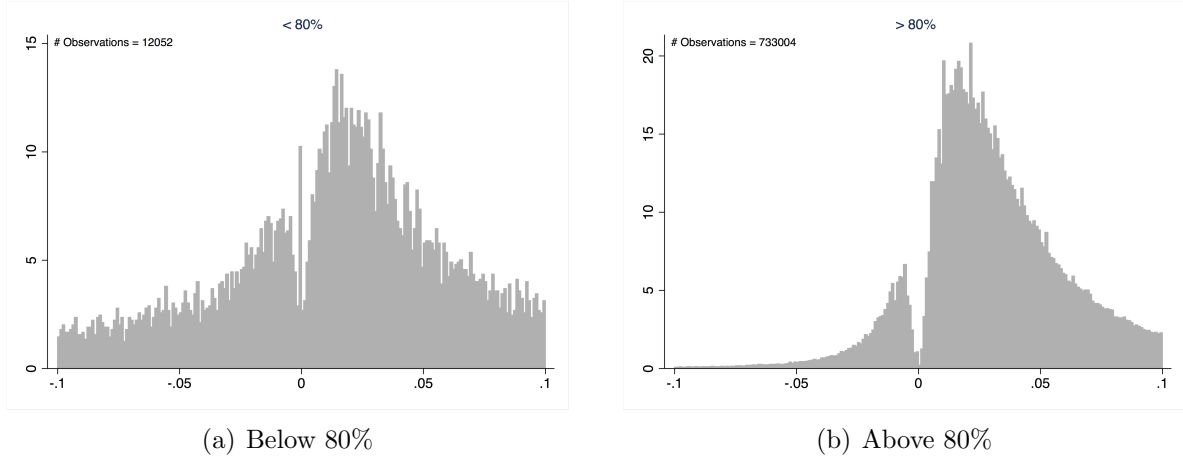 < 80%
# Observations = 12052
15
10
5
0
-.1 -.05 0 .05 .1
(a) Below 80%
> 80%
# Observations = 733004
20
15
10
5
0
-.1 -.05 0 .05 .1
(b) Above 80%